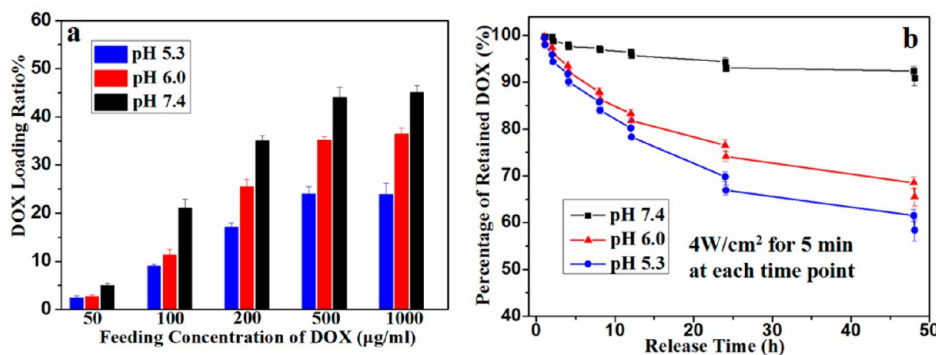 a
DOX Loading Ratio%
60
50
40
30
20
10
0
pH 5.3
pH 6.0
pH 7.4
50 100 200 500 1000
Feeding Concentration of DOX (µg/ml)
b
Percentage of Retained DOX (%)
100
90
80
70
60
50
40
pH 7.4
pH 6.0
pH 5.3
4W/cm² for 5 min
at each time point
0 10 20 30 40 50
Release Time (h)